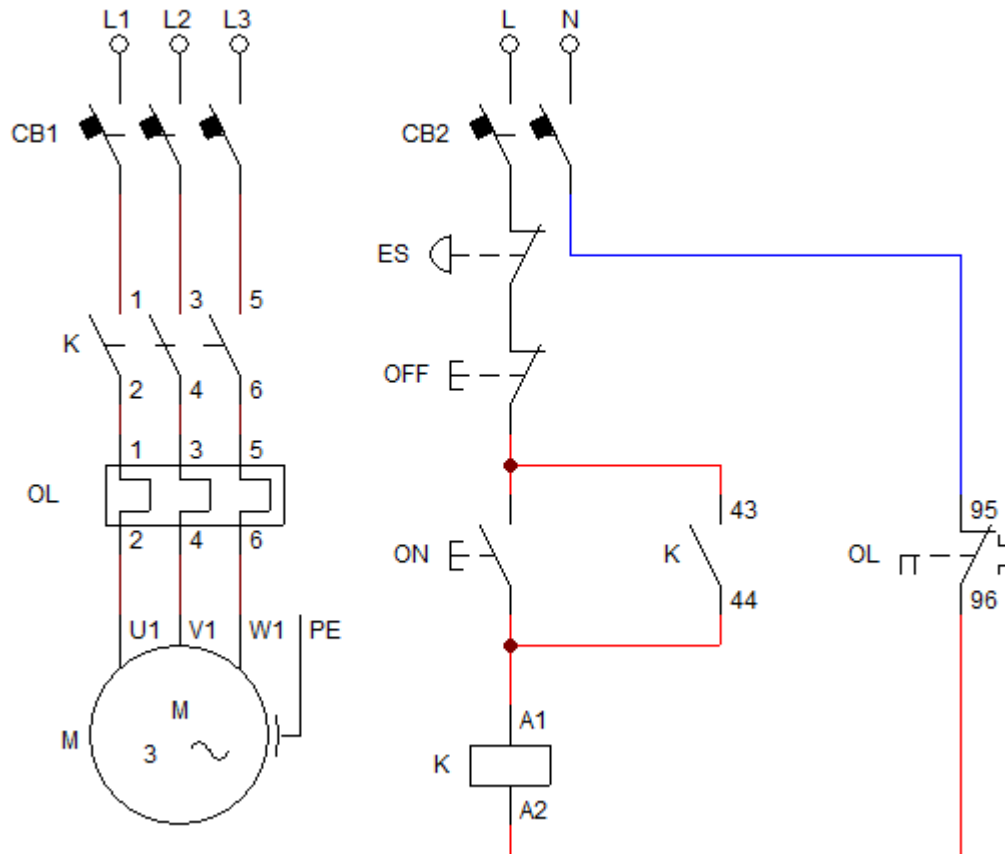 L1 L2 L3 L N
CB1 CB2
ES
1 3 5
K
OFF
2 4 6
1 3 5
OL
43 95
ON K OL
2 4 6
44 96
U1 V1 W1 PE
M
A1
M
3
K
A2